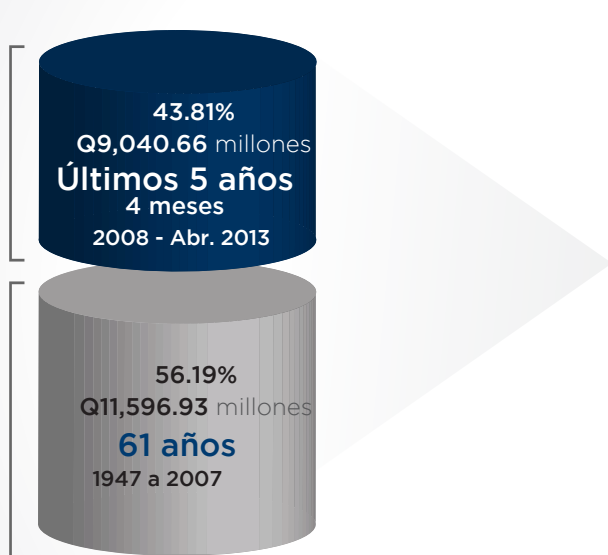 43.81%
Q9,040.66 millones
Últimos 5 años
4 meses
2008 - Abr. 2013
56.19%
Q11,596.93 millones
61 años
1947 a 2007